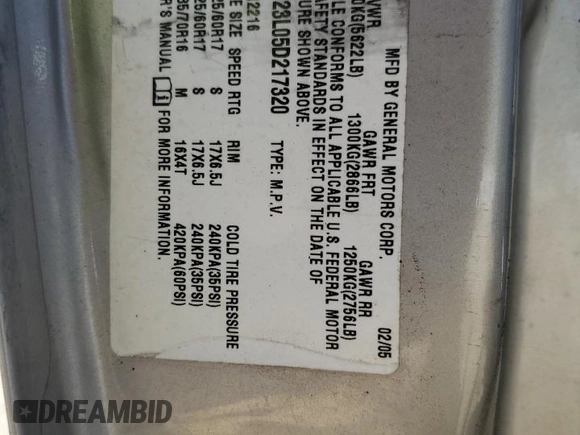 MFD BY GENERAL MOTORS CORP. 02/05
GVWR GAWR FRT GAWR RR
0KG(5622LB) 1300KG(2866LB) 1250KG(2756LB)
LE CONFORMS TO ALL APPLICABLE U.S. FEDERAL MOTOR
AFETY STANDARDS IN EFFECT ON THE DATE OF
URE SHOWN ABOVE.
23L05D217320 TYPE: M.P.V.
2216
E SIZE SPEED RTG RIM COLD TIRE PRESSURE
25/60R17 S 17X6.5J 240KPA(35PSI)
25/60R17 S 17X6.5J 240KPA(35PSI)
35/70R16 M 16X4T 420KPA(60PSI)
R'S MANUAL FOR MORE INFORMATION.
DREAMBID